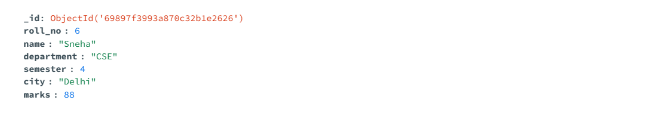 _id: ObjectId('69897f3993a870c32b1e2626')
roll_no : 6
name : "Sneha"
department : "CSE"
semester : 4
city : "Delhi"
marks : 88